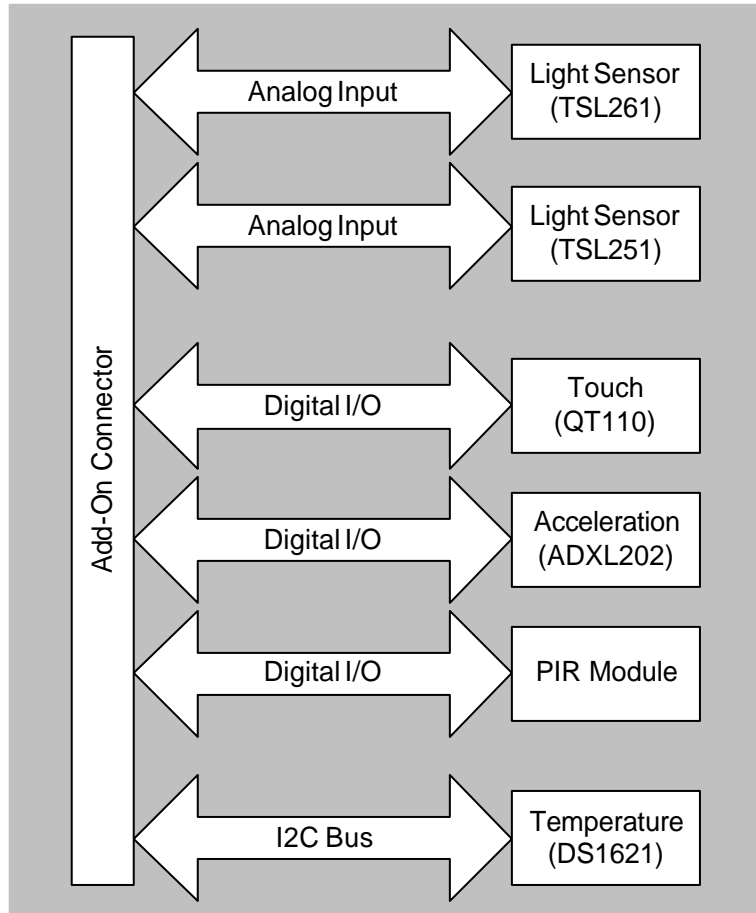 Analog Input
Light Sensor
(TSL261)
Analog Input
Light Sensor
(TSL251)
Add-On Connector
Digital I/O
Touch
(QT110)
Digital I/O
Acceleration
(ADXL202)
Digital I/O
PIR Module
I2C Bus
Temperature
(DS1621)